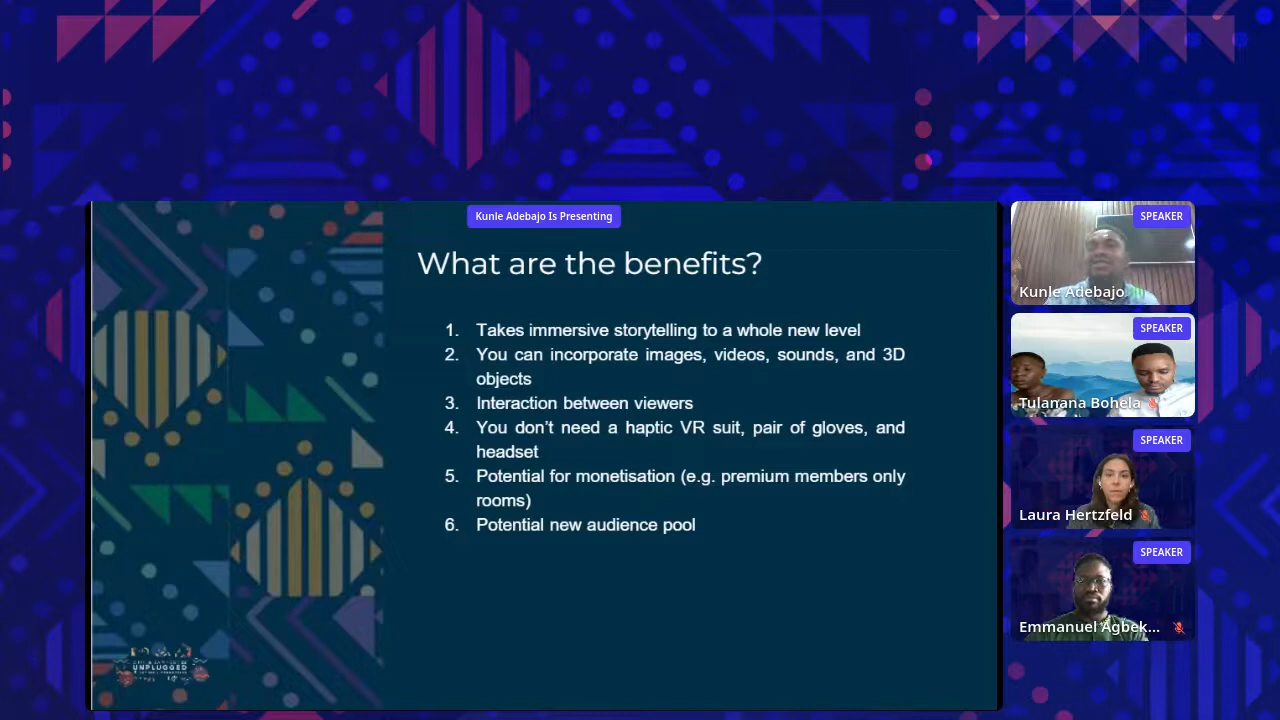 Kunle Adebajo Is Presenting
What are the benefits?
1. Takes immersive storytelling to a whole new level
2. You can incorporate images, videos, sounds, and 3D
objects
3. Interaction between viewers
4. You don’t need a haptic VR suit, pair of gloves, and
headset
5. Potential for monetisation (e.g. premium members only
rooms)
6. Potential new audience pool
UNPLUGGED
SPEAKER
Kunle Adebajo
SPEAKER
Tulanana Bohela
SPEAKER
Laura Hertzfeld
SPEAKER
Emmanuel Agbek...